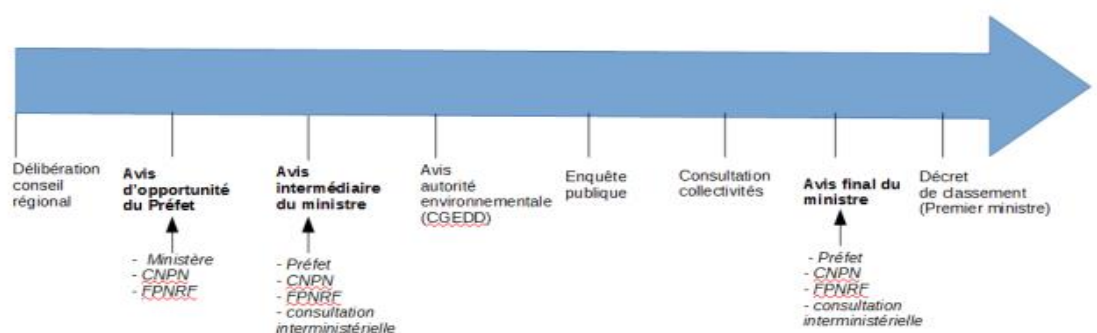 Délibération
conseil
régional
Avis
d'opportunité
du Préfet
- Ministère
- CNPN
- FPNRF
Avis
intermédiaire
du ministre
- Préfet
- CNPN
- FPNRF
- consultation
interministérielle
Avis
autorité
environnementale
(CGEDD)
Enquête
publique
Consultation
collectivités
Avis final du
ministre
- Préfet
- CNPN
- FPNRF
- consultation
interministérielle
Décret
de classement
(Premier ministre)